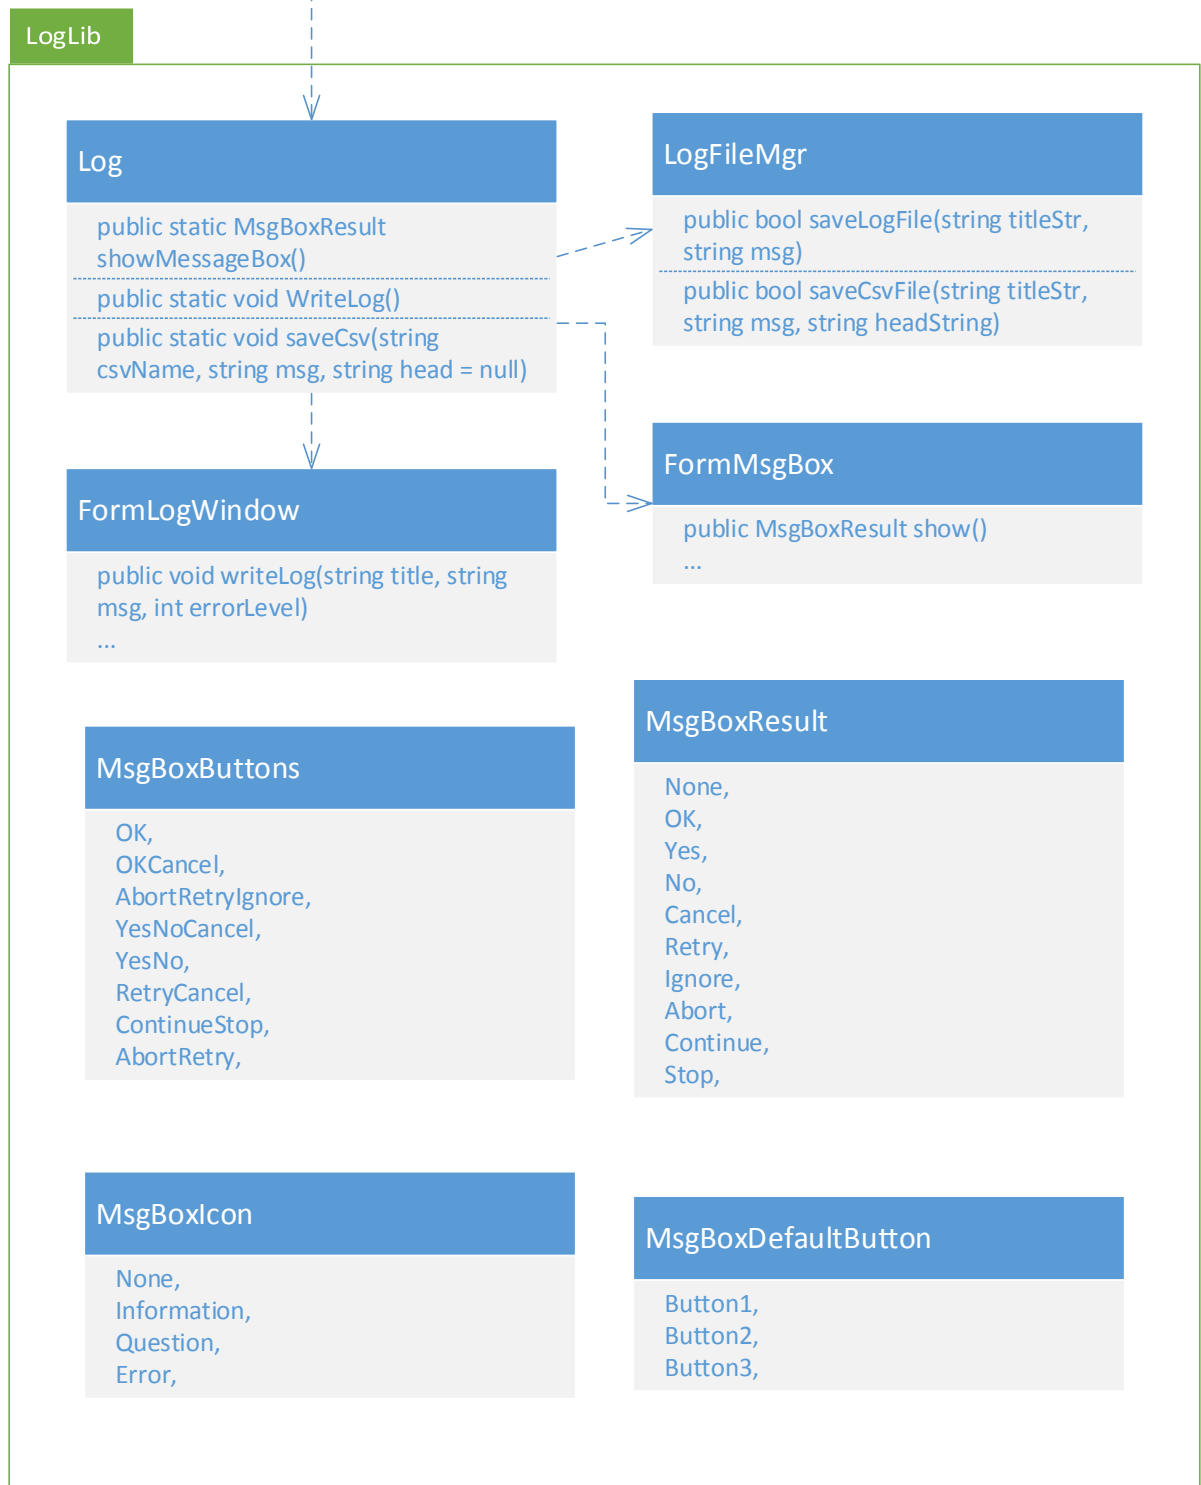 LogLib
Log
public static MsgBoxResult
showMessageBox()
public static void WriteLog()
public static void saveCsv(string
csvName, string msg, string head = null)
LogFileMgr
public bool saveLogFile(string titleStr,
string msg)
public bool saveCsvFile(string titleStr,
string msg, string headString)
FormLogWindow
public void writeLog(string title, string
msg, int errorLevel)
...
FormMsgBox
public MsgBoxResult show()
...
MsgBoxButtons
OK,
OKCancel,
AbortRetryIgnore,
YesNoCancel,
YesNo,
RetryCancel,
ContinueStop,
AbortRetry,
MsgBoxResult
None,
OK,
Yes,
No,
Cancel,
Retry,
Ignore,
Abort,
Continue,
Stop,
MsgBoxIcon
None,
Information,
Question,
Error,
MsgBoxDefaultButton
Button1,
Button2,
Button3,